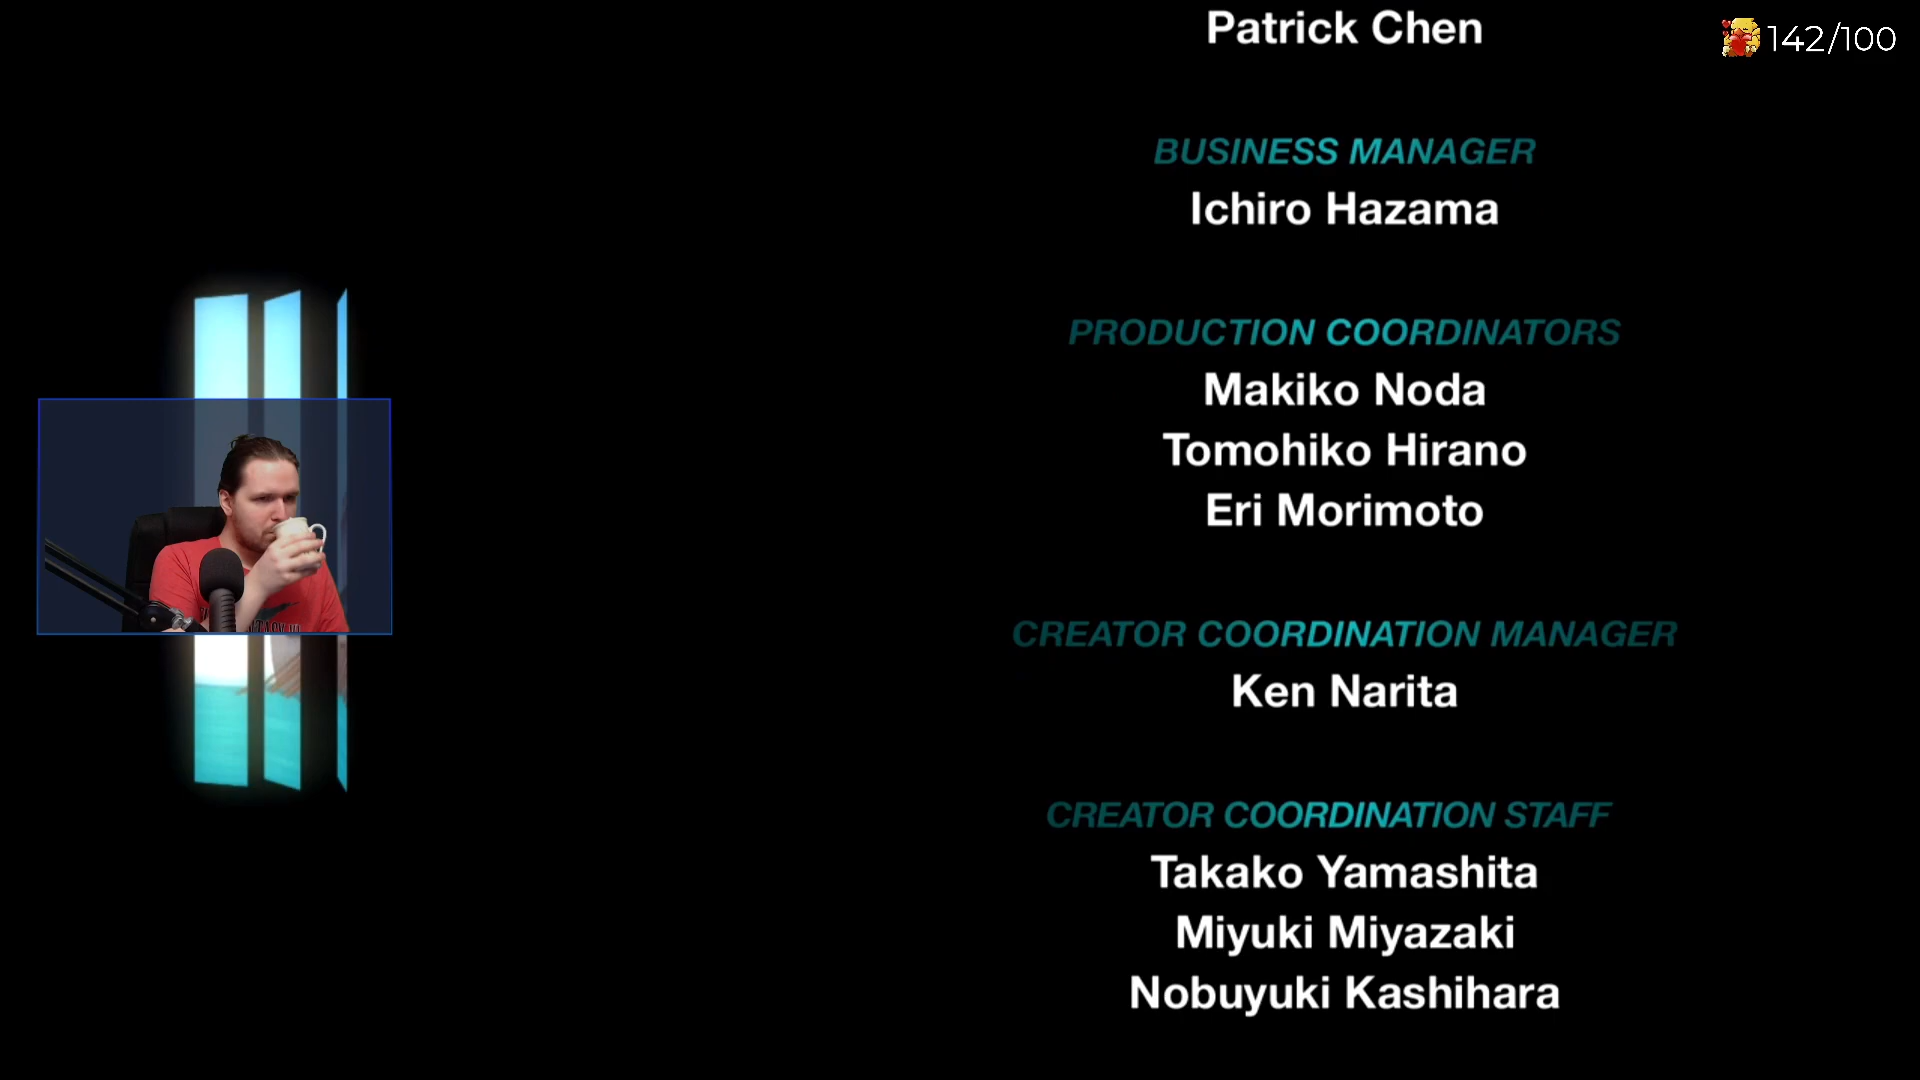 Patrick Chen
142/100
BUSINESS MANAGER
Ichiro Hazama
PRODUCTION COORDINATORS
Makiko Noda
Tomohiko Hirano
Eri Morimoto
CREATOR COORDINATION MANAGER
Ken Narita
CREATOR COORDINATION STAFF
Takako Yamashita
Miyuki Miyazaki
Nobuyuki Kashihara